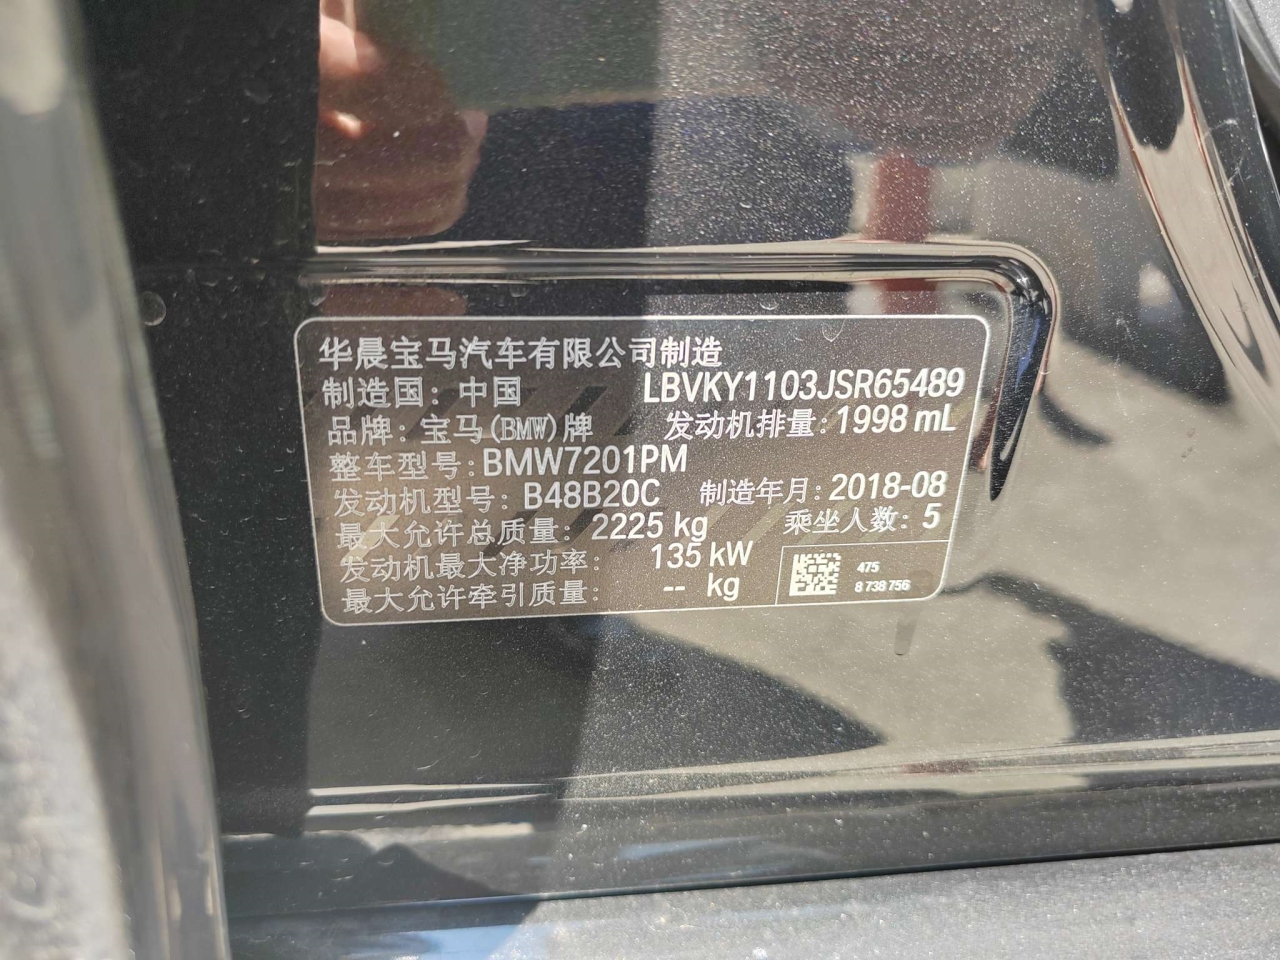 华晨宝马汽车有限公司制造
制造国：中国 LBVKY1103JSR65489
品牌：宝马(BMW)牌 发动机排量：1998 mL
整车型号：BMW7201PM
发动机型号：B48B20C 制造年月：2018-08
最大允许总质量：2225 kg 乘坐人数：5
发动机最大净功率：135 kW
最大允许牵引质量：-- kg
475
8 738 756